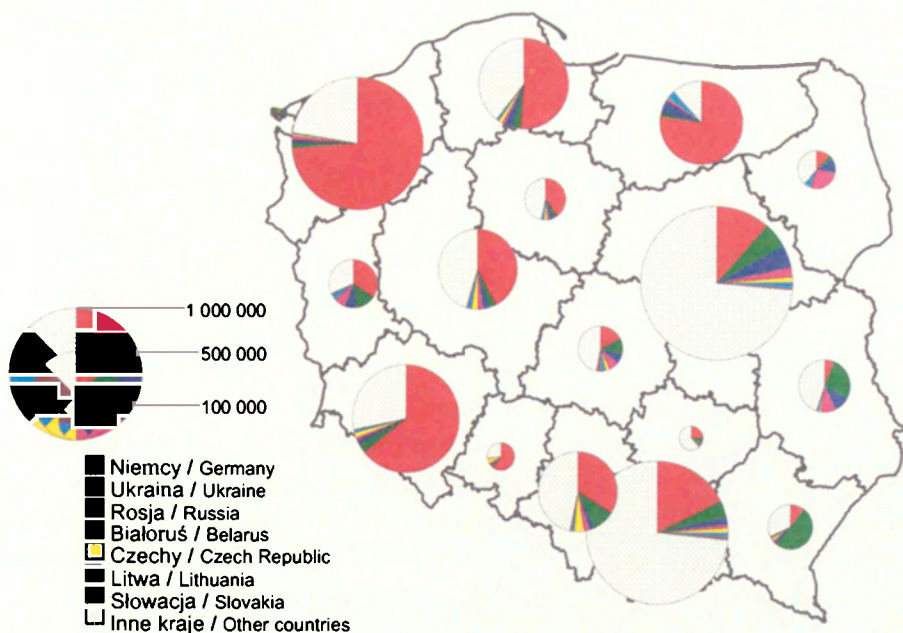 1 000 000
500 000
100 000
Niemcy / Germany
Ukraina / Ukraine
Rosja / Russia
Białoruś / Belarus
Czechy / Czech Republic
Litwa / Lithuania
Słowacja / Slovakia
Inne kraje / Other countries